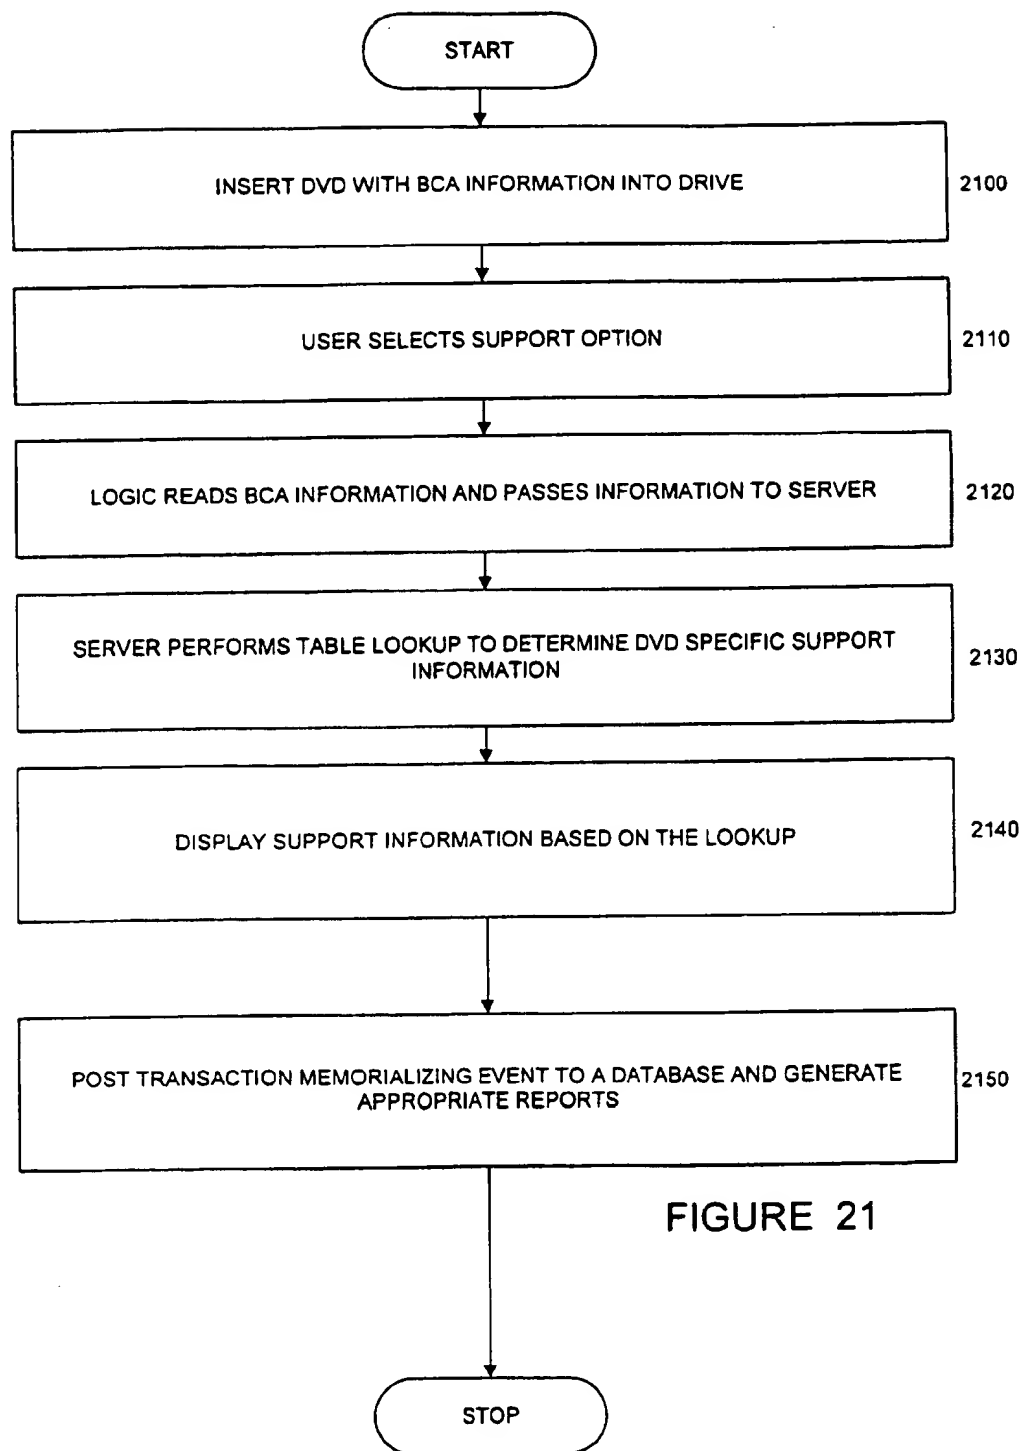 START
INSERT DVD WITH BCA INFORMATION INTO DRIVE
2100
USER SELECTS SUPPORT OPTION
2110
LOGIC READS BCA INFORMATION AND PASSES INFORMATION TO SERVER
2120
SERVER PERFORMS TABLE LOOKUP TO DETERMINE DVD SPECIFIC SUPPORT
INFORMATION
2130
DISPLAY SUPPORT INFORMATION BASED ON THE LOOKUP
2140
POST TRANSACTION MEMORIALIZING EVENT TO A DATABASE AND GENERATE
APPROPRIATE REPORTS
2150
FIGURE 21
STOP